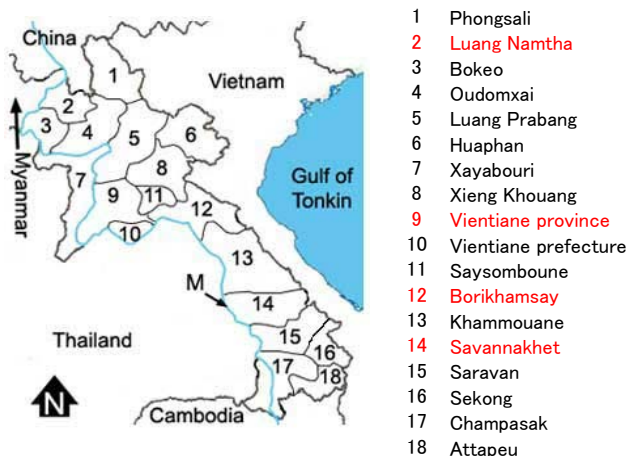 China
Vietnam
Myanmar
Gulf of
Tonkin
Thailand
Cambodia
M
N
1
2
3
4
5
6
7
8
9
11
10
12
13
14
15
16
17
18
1 Phongsali
2 Luang Namtha
3 Bokeo
4 Oudomxai
5 Luang Prabang
6 Huaphan
7 Xayabouri
8 Xieng Khouang
9 Vientiane province
10 Vientiane prefecture
11 Saysomboune
12 Borikhamsay
13 Khammouane
14 Savannakhet
15 Saravan
16 Sekong
17 Champasak
18 Attapeu